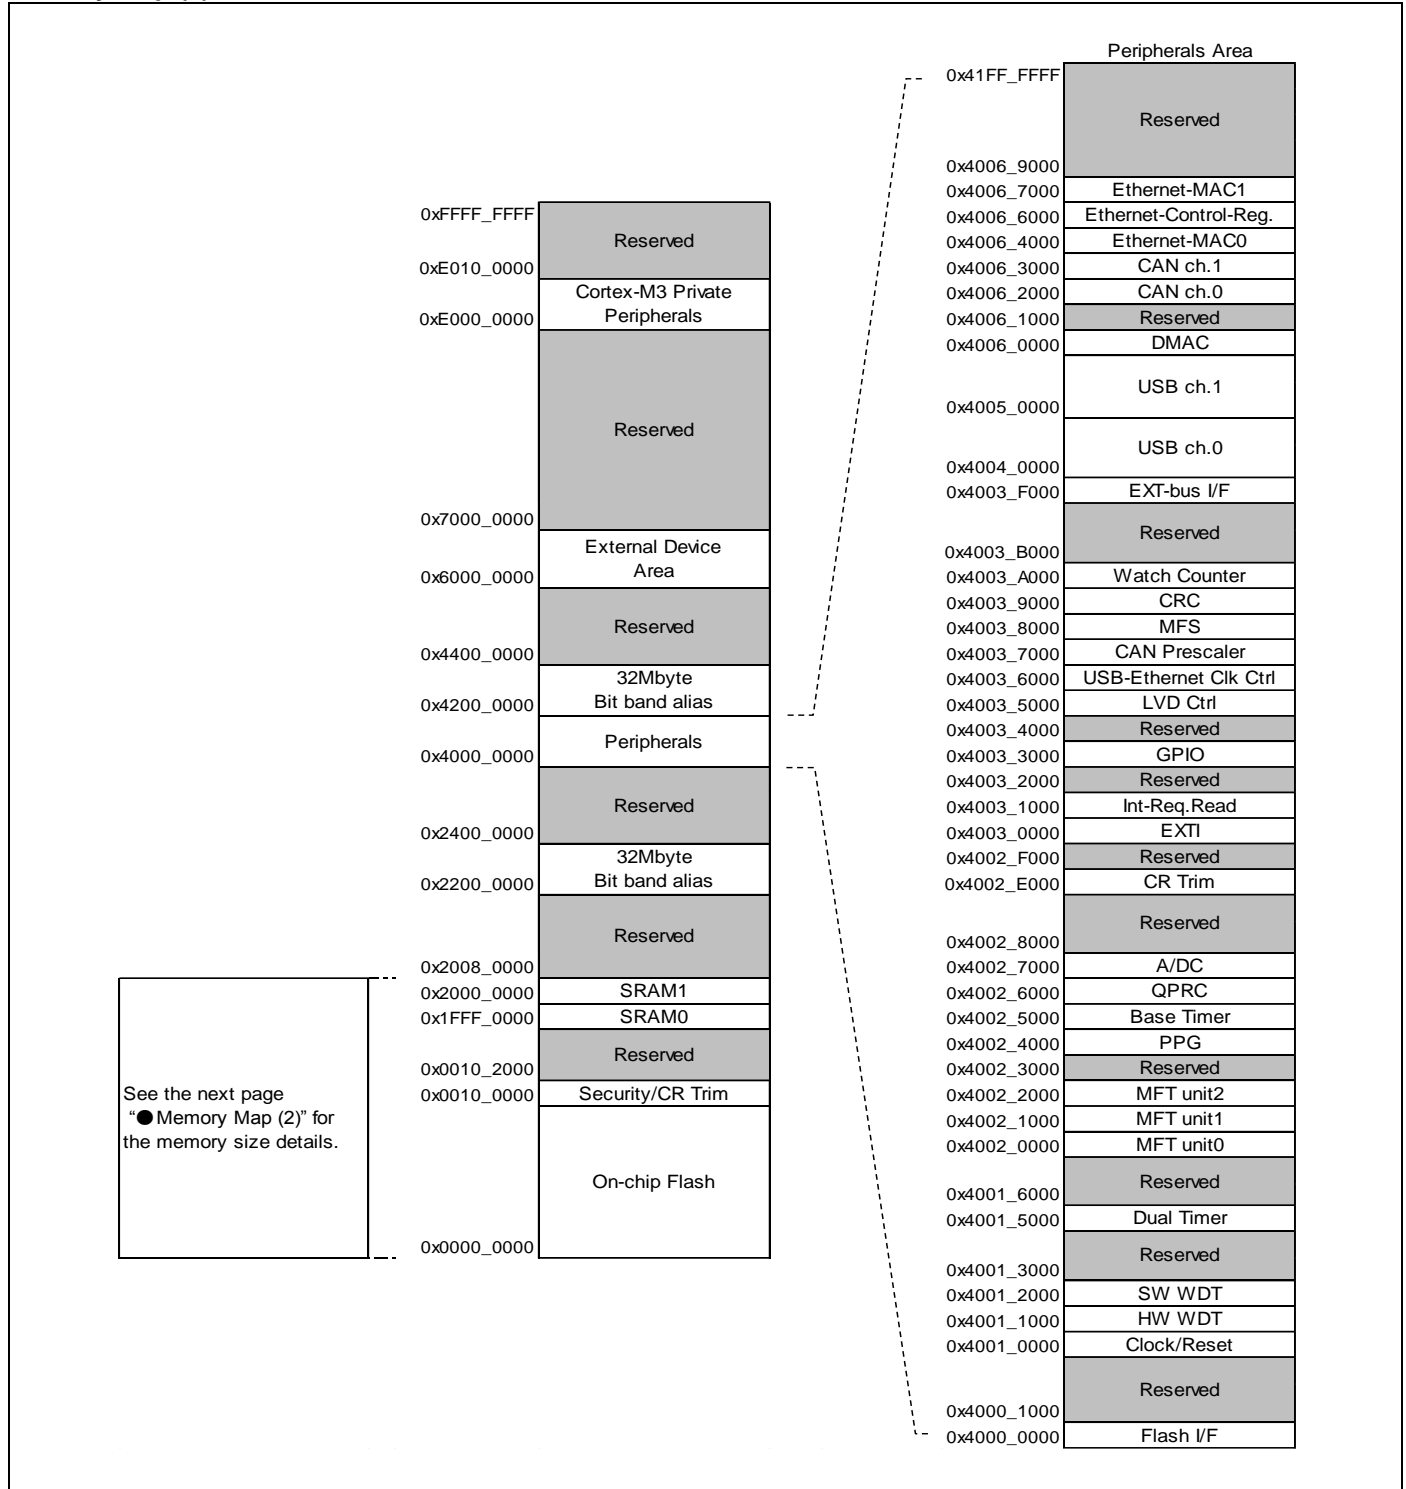 0xFFFF_FFFF
Reserved
0xE010_0000
Cortex-M3 Private
Peripherals
0xE000_0000
Reserved
0x7000_0000
External Device
Area
0x6000_0000
Reserved
0x4400_0000
32Mbyte
Bit band alias
0x4200_0000
Peripherals
0x4000_0000
Reserved
0x2400_0000
32Mbyte
Bit band alias
0x2200_0000
Reserved
0x2008_0000
0x2000_0000 SRAM1
0x1FFF_0000 SRAM0
Reserved
0x0010_2000
0x0010_0000 Security/CR Trim
On-chip Flash
0x0000_0000
See the next page
“●Memory Map (2)” for
the memory size details.
Peripherals Area
0x41FF_FFFF
Reserved
0x4006_9000
0x4006_7000 Ethernet-MAC1
0x4006_6000 Ethernet-Control-Reg.
0x4006_4000 Ethernet-MAC0
0x4006_3000 CAN ch.1
0x4006_2000 CAN ch.0
0x4006_1000 Reserved
0x4006_0000 DMAC
USB ch.1
0x4005_0000
USB ch.0
0x4004_0000
0x4003_F000 EXT-bus I/F
Reserved
0x4003_B000
0x4003_A000 Watch Counter
0x4003_9000 CRC
0x4003_8000 MFS
0x4003_7000 CAN Prescaler
0x4003_6000 USB-Ethernet Clk Ctrl
0x4003_5000 LVD Ctrl
0x4003_4000 Reserved
0x4003_3000 GPIO
0x4003_2000 Reserved
0x4003_1000 Int-Req.Read
0x4003_0000 EXTI
0x4002_F000 Reserved
0x4002_E000 CR Trim
Reserved
0x4002_8000
0x4002_7000 A/DC
0x4002_6000 QPRC
0x4002_5000 Base Timer
0x4002_4000 PPG
0x4002_3000 Reserved
0x4002_2000 MFT unit2
0x4002_1000 MFT unit1
0x4002_0000 MFT unit0
Reserved
0x4001_6000
0x4001_5000 Dual Timer
Reserved
0x4001_3000
0x4001_2000 SW WDT
0x4001_1000 HW WDT
0x4001_0000 Clock/Reset
Reserved
0x4000_1000
0x4000_0000 Flash I/F